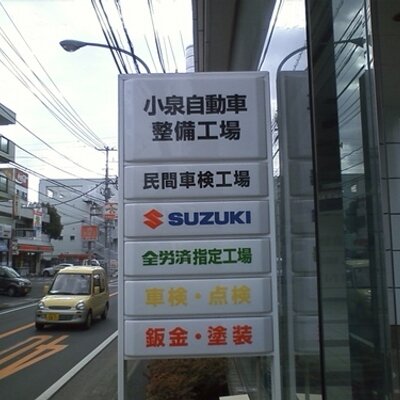 小泉自動車
整備工場
民間車検工場
SUZUKI
全労済指定工場
車検・点検
鈑金・塗装